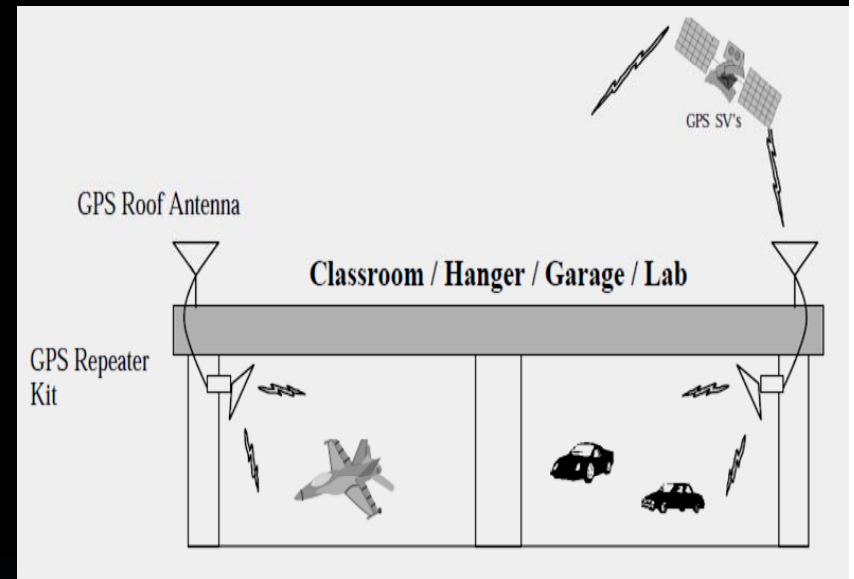 GPS SV's
GPS Roof Antenna
Classroom / Hanger / Garage / Lab
GPS Repeater
Kit